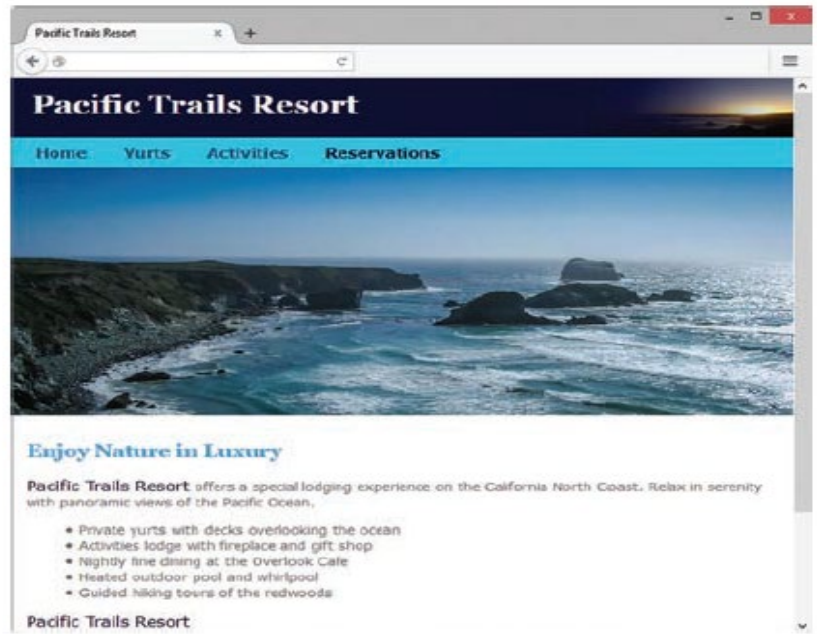 Pacific Trails Resort
Pacific Trails Resort
Home Yurts Activities Reservations
Enjoy Nature in Luxury
Pacific Trails Resort offers a special lodging experience on the California North Coast. Relax in serenity
with panoramic views of the Pacific Ocean.
• Private yurts with decks overlooking the ocean
• Activities lodge with fireplace and gift shop
• Nightly fine dining at the Overlook Cafe
• Heated outdoor pool and whirlpool
• Guided hiking tours of the redwoods
Pacific Trails Resort